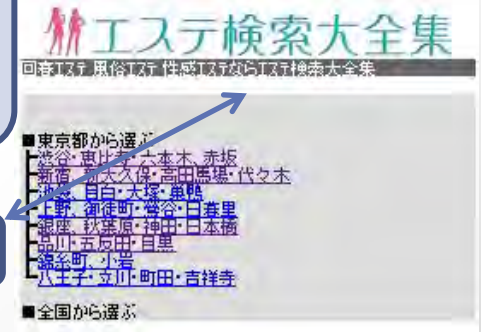 エステ検索大全集
回春エステ,風俗エステ,性感エステならエステ検索大全集
■東京都から選ぶ
渋谷・恵比寿・六本木、赤坂
新宿、新大久保・高田馬場・代々木
池袋、目白・大塚・巣鴨
上野、御徒町・鶯谷・日暮里
銀座、秋葉原・神田・日本橋
品川・五反田・目黒
錦糸町、小岩
八王子・立川・町田・吉祥寺
■全国から選ぶ